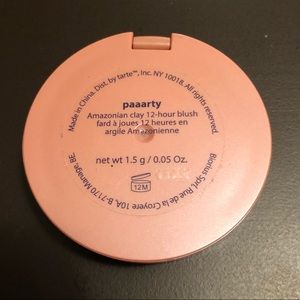 Made in China. Dist. by tarte™, Inc. NY 10018. All rights reserved.
paaarty
Amazonian clay 12-hour blush
fard à joues 12 heures en
argile Amazonienne
net wt 1.5 g / 0.05 Oz.
12M
Bonus Sprl, Rue de la Croyere 10A, B-7170 Manage, BE